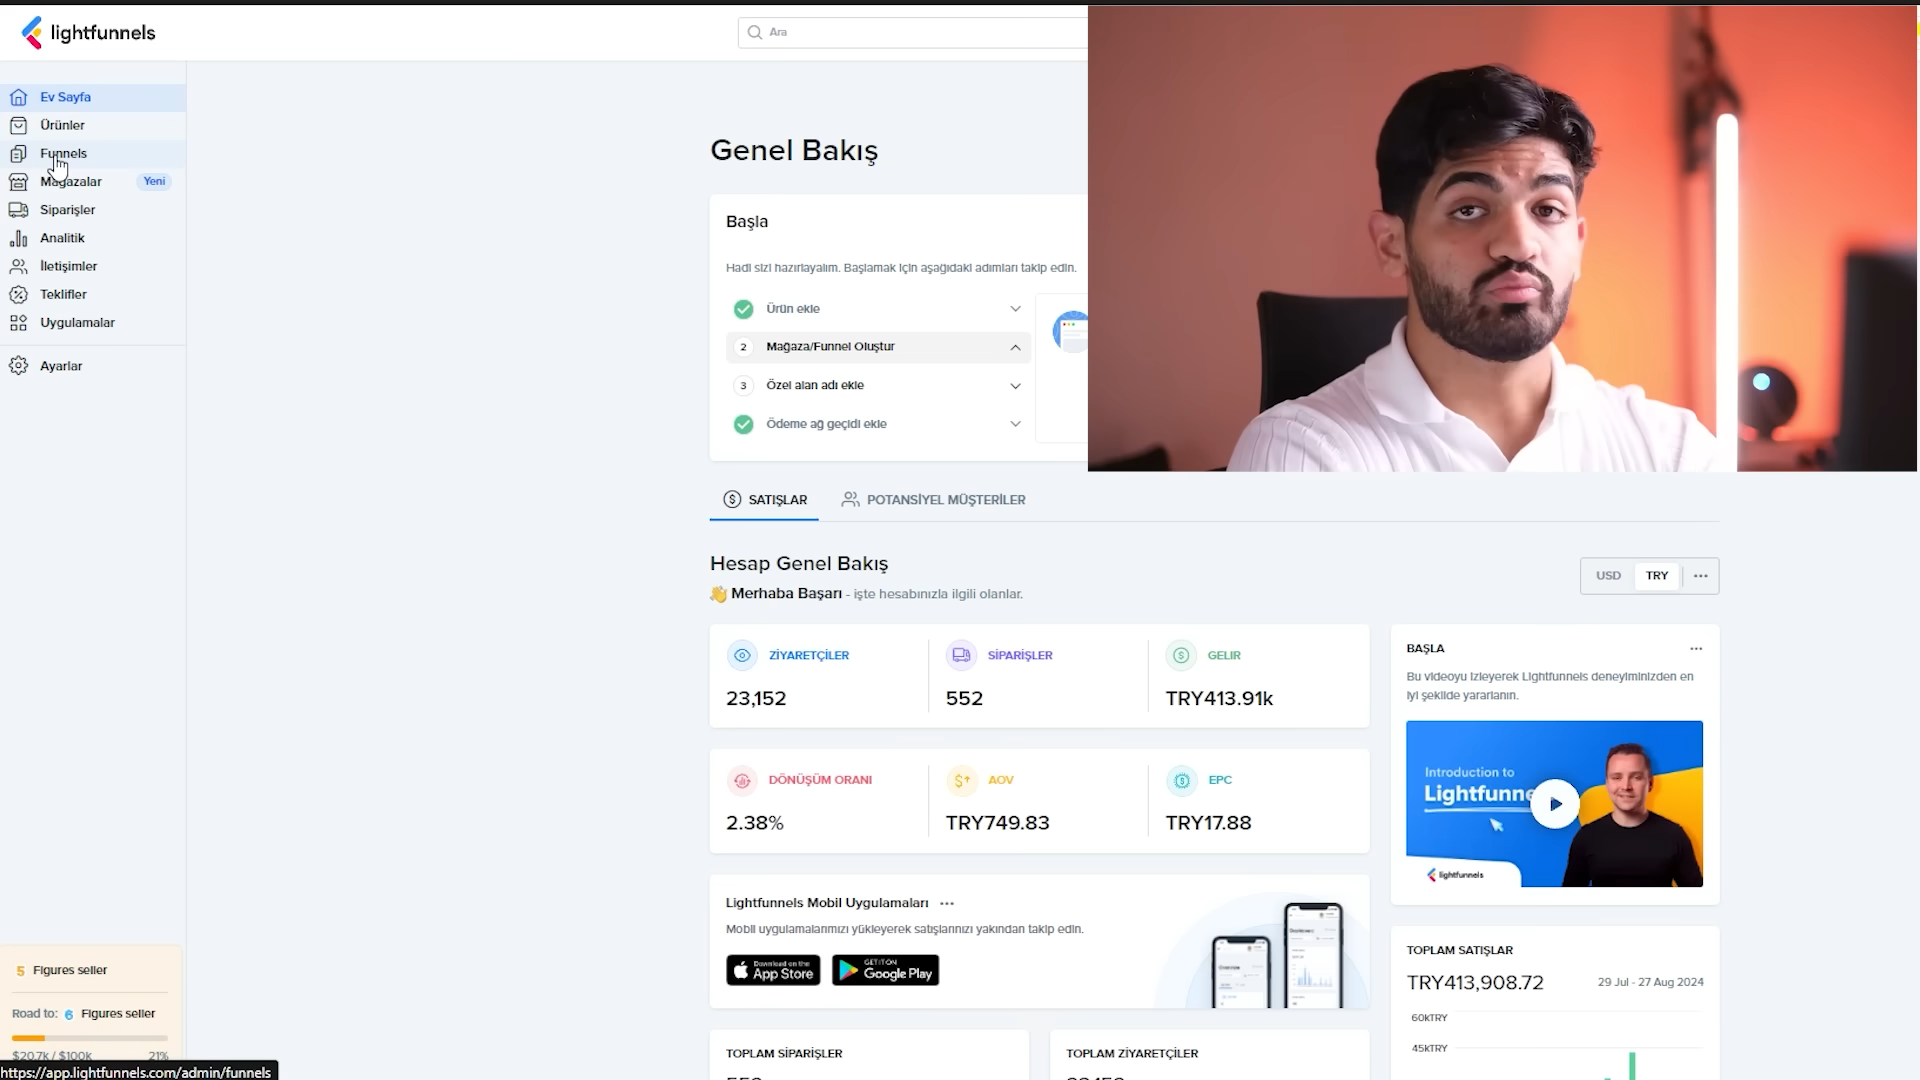 lightfunnels
Ara
Ev Sayfa
Ürünler
Funnels
Mağazalar Yeni
Siparişler
Analitik
İletişimler
Teklifler
Uygulamalar
Ayarlar
Genel Bakış
Başla
Hadi sizi hazırlayalım. Başlamak için aşağıdaki adımları takip edin.
Ürün ekle
2 Mağaza/Funnel Oluştur
3 Özel alan adı ekle
Ödeme ağ geçidi ekle
SATIŞLAR POTANSİYEL MÜŞTERİLER
Hesap Genel Bakış
Merhaba Başarı - işte hesabınızla ilgili olanlar.
USD TRY
ZİYARETÇİLER SİPARİŞLER GELIR
23,152 552 TRY413.91k
DÖNÜŞÜM ORANI AOV EPC
2.38% TRY749.83 TRY17.88
BAŞLA
Bu videoyu izleyerek Lightfunnels deneyiminizden en
iyi şekilde yararlanın.
Introduction to
Lightfunne
lightfunnels
Lightfunnels Mobil Uygulamaları
Mobil uygulamalarımızı yükleyerek satışlarınızı yakından takip edin.
Download on the
App Store
GET IT ON
Google Play
TOPLAM SATIŞLAR
TRY413,908.72 29 Jul - 27 Aug 2024
60kTRY
45kTRY
TOPLAM SİPARİŞLER
TOPLAM ZİYARETÇİLER
5 Figures seller
Road to: 6 Figures seller
$20.7k / $100k 21%
https://app.lightfunnels.com/admin/funnels